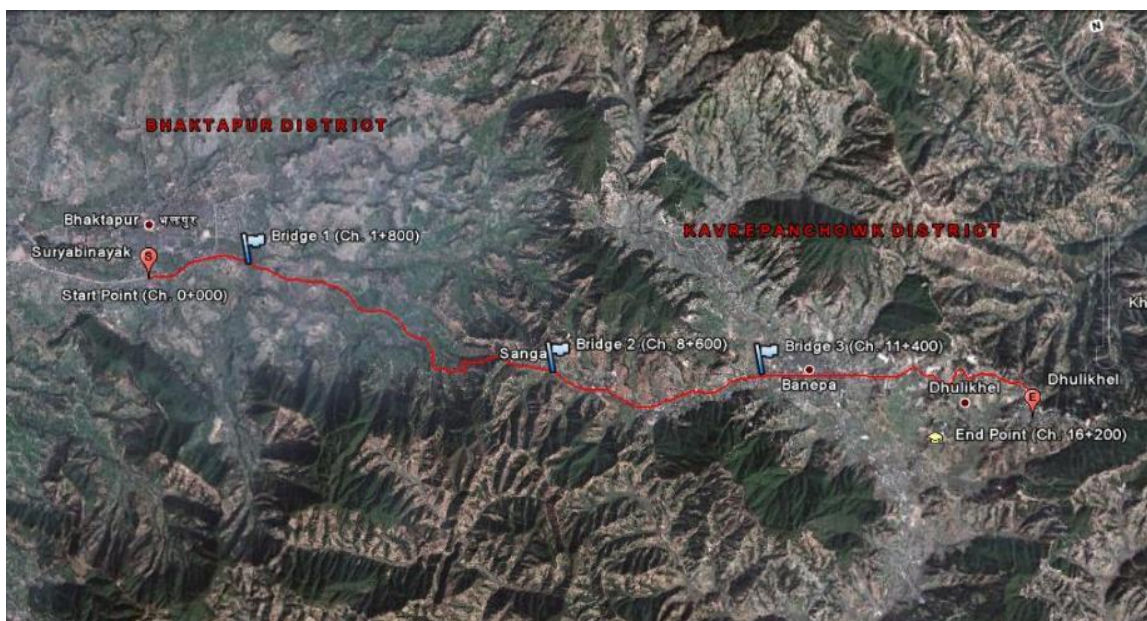 N
BHAKTAPUR DISTRICT
Bhaktapur भक्तपुर
Suryabinayak
S
Bridge 1 (Ch. 1+800)
Start Point (Ch. 0+000)
KAVREPANCHOWK DISTRICT
Kh
Sanga
Bridge 2 (Ch. 8+600)
Bridge 3 (Ch. 11+400)
Banepa
Dhulikhel
Dhulikhel
E
End Point (Ch. 16+200)